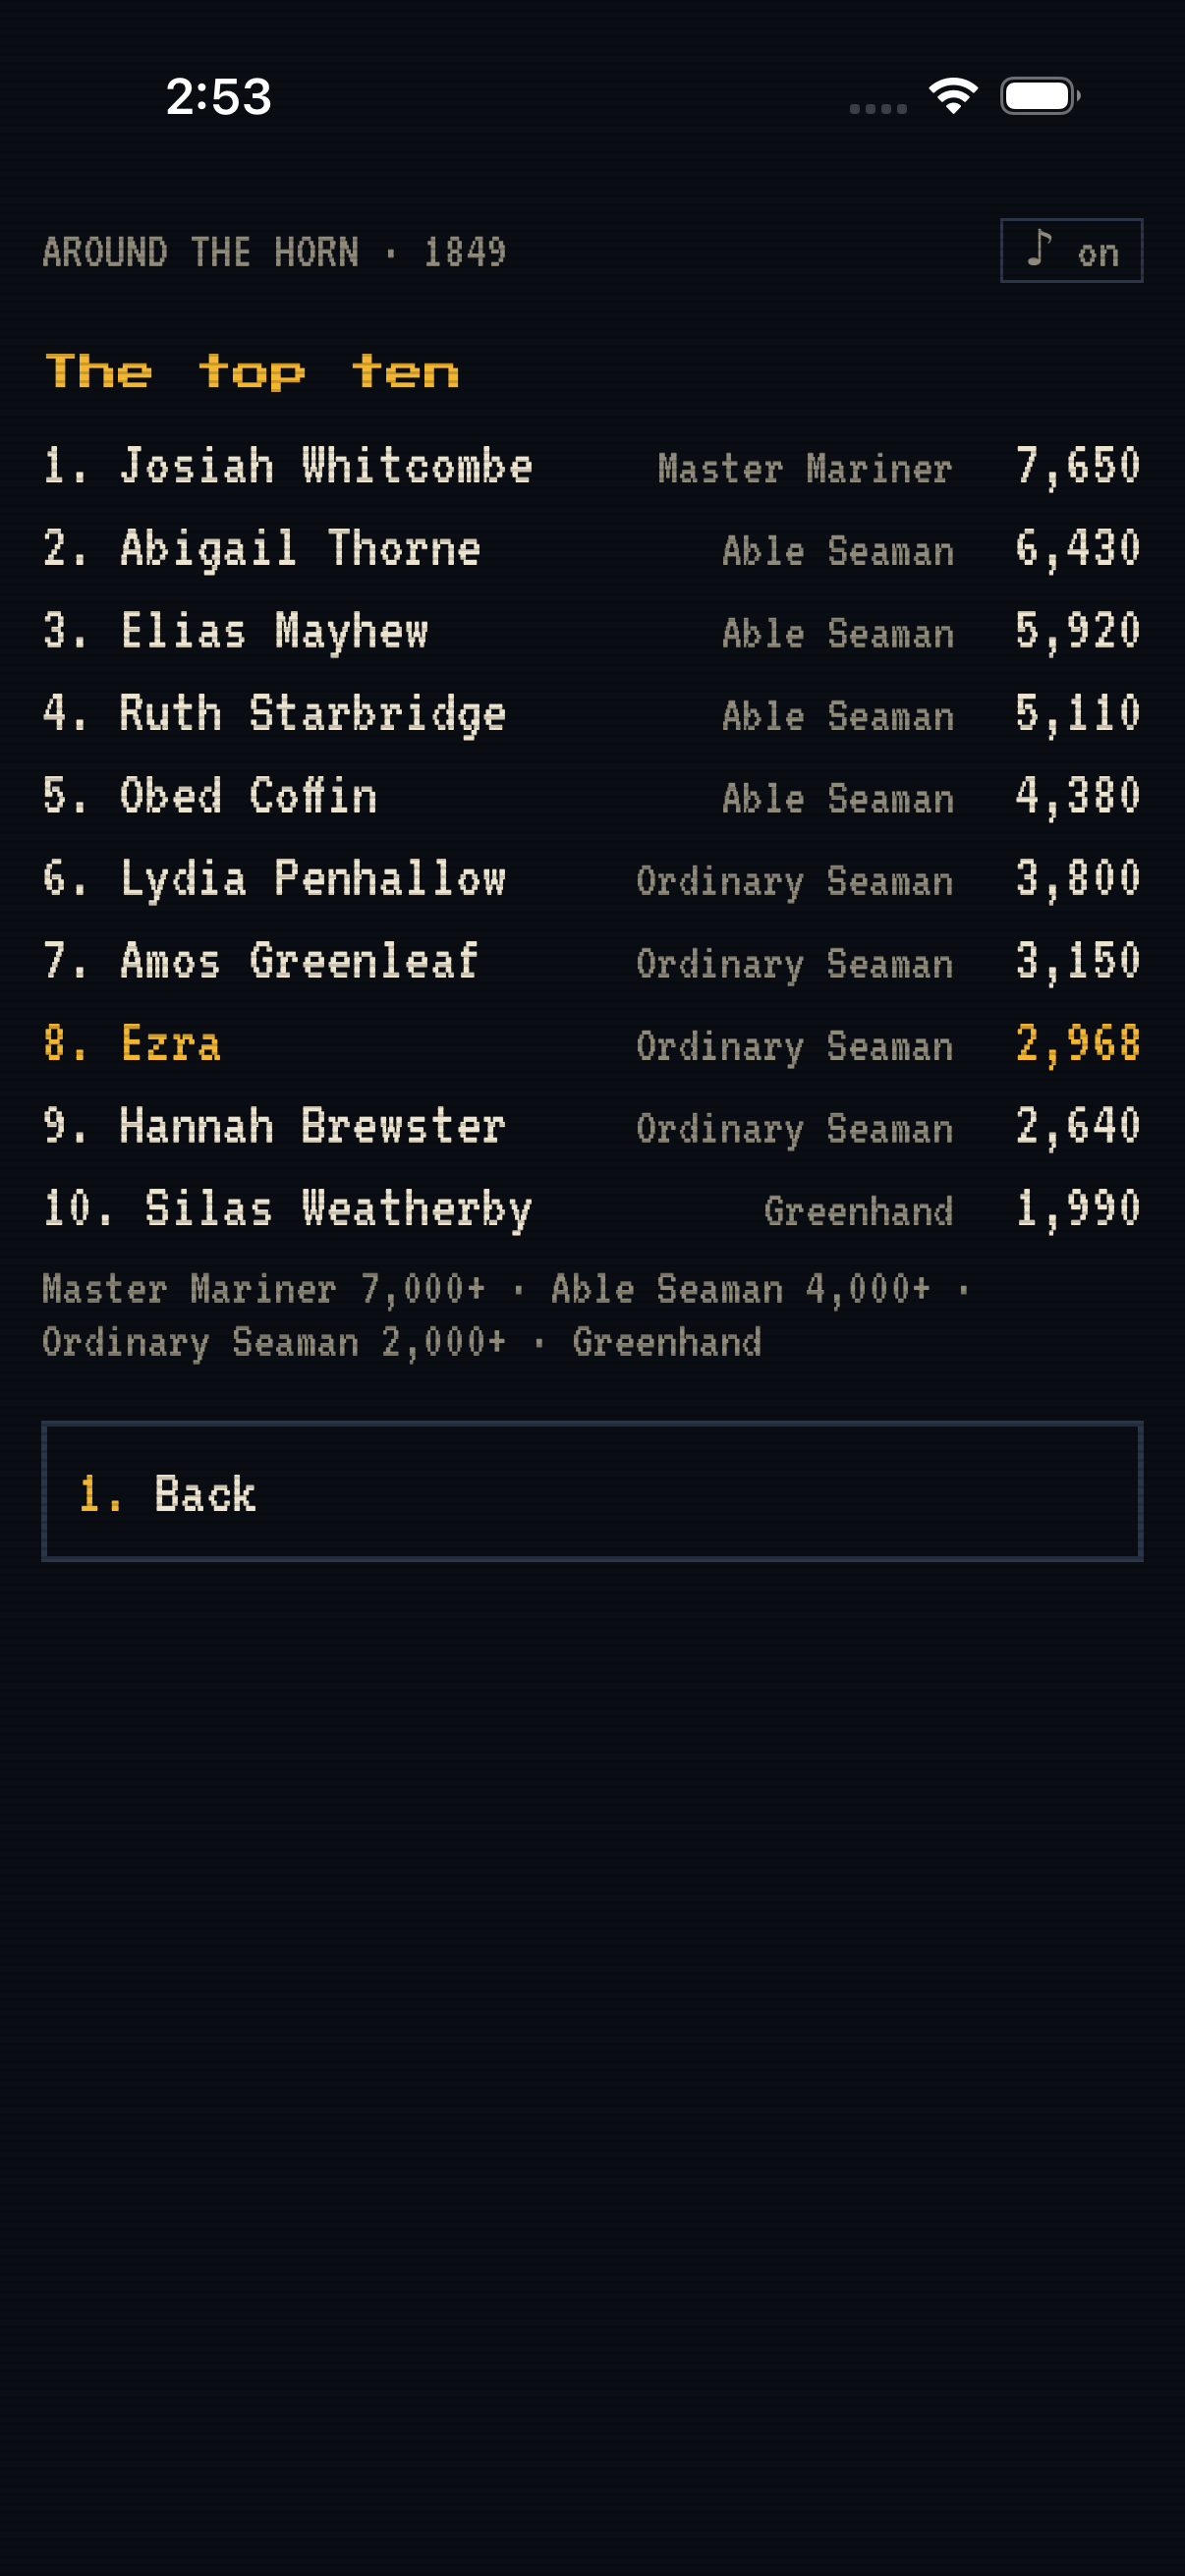 2:53
AROUND THE HORN · 1849 ♪ on
The top ten
1. Josiah Whitcombe Master Mariner 7,650
2. Abigail Thorne Able Seaman 6,430
3. Elias Mayhew Able Seaman 5,920
4. Ruth Starbridge Able Seaman 5,110
5. Obed Coffin Able Seaman 4,380
6. Lydia Penhallow Ordinary Seaman 3,800
7. Amos Greenleaf Ordinary Seaman 3,150
8. Ezra Ordinary Seaman 2,968
9. Hannah Brewster Ordinary Seaman 2,640
10. Silas Weatherby Greenhand 1,990
Master Mariner 7,000+ · Able Seaman 4,000+ ·
Ordinary Seaman 2,000+ · Greenhand
1. Back